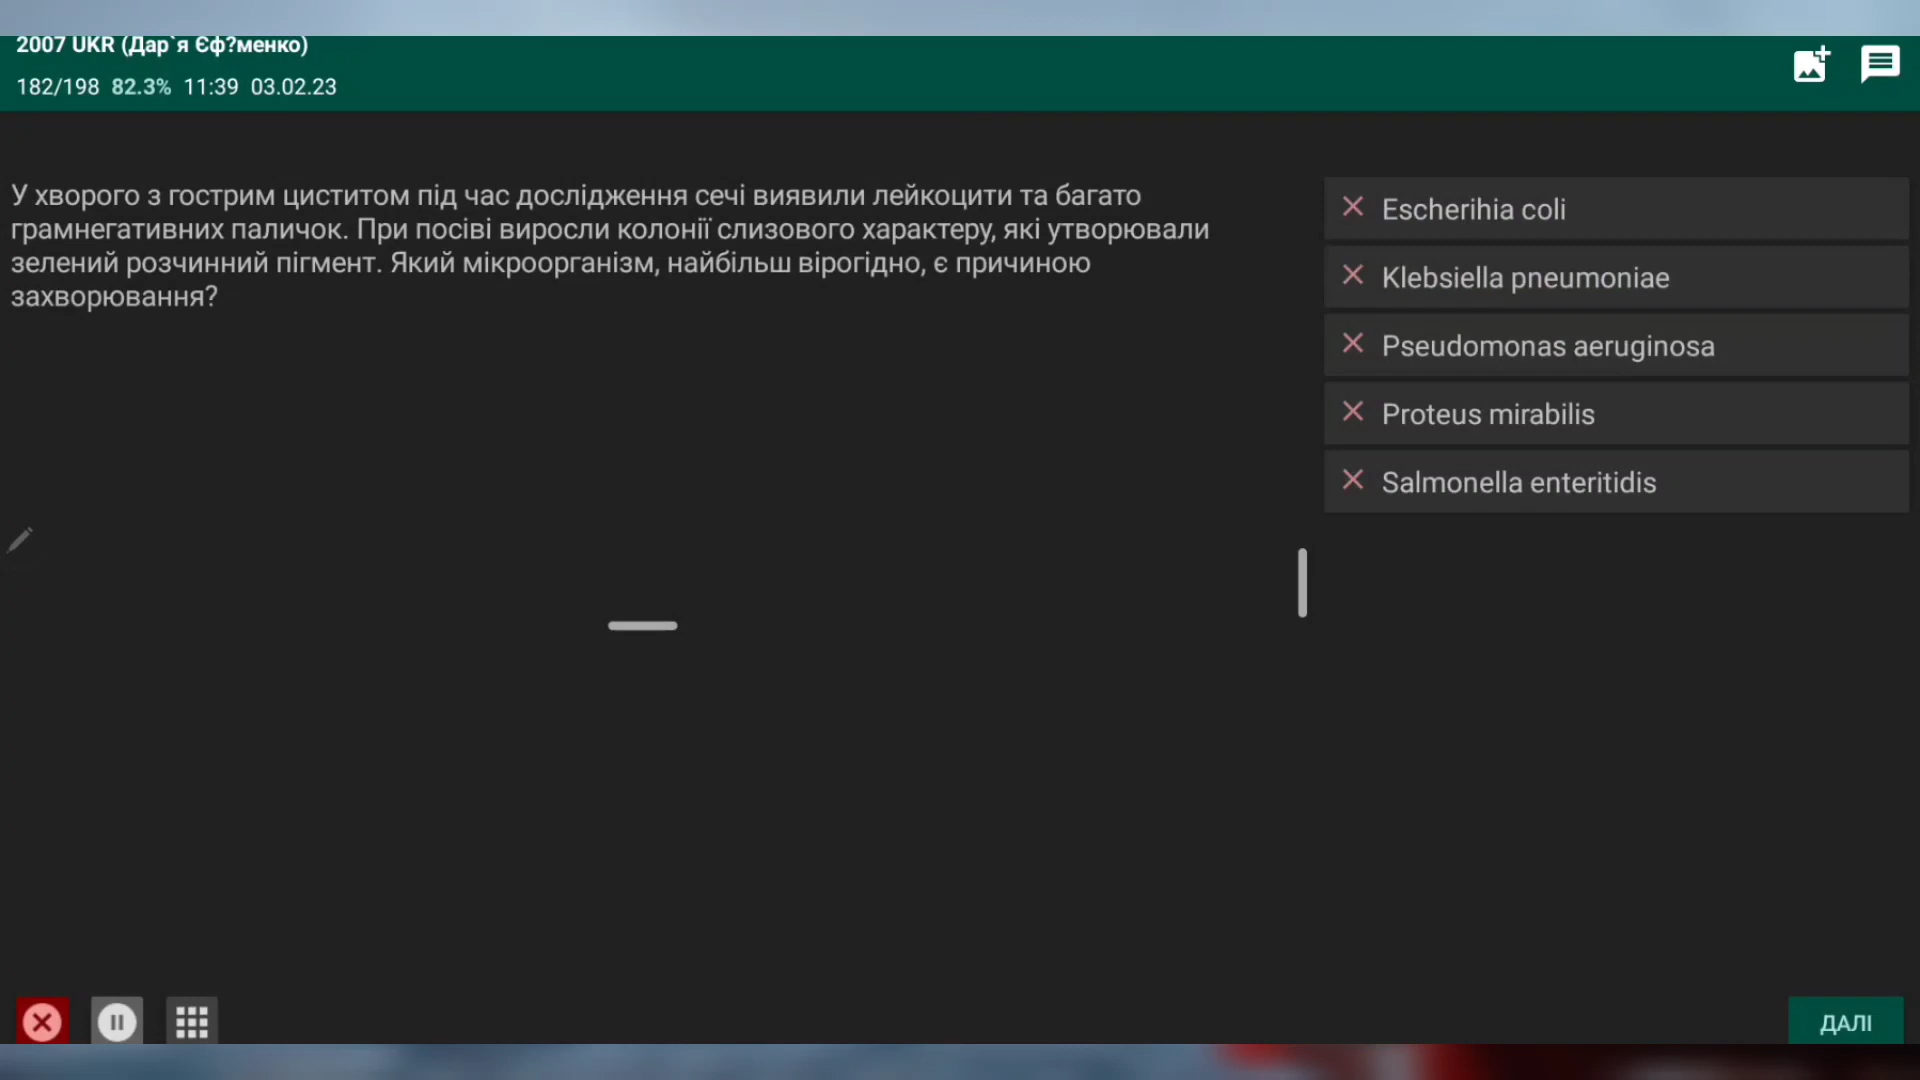 2007 UKR (Дар`я Єф?менко)
182/198 82.3% 11:39 03.02.23
У хворого з гострим циститом під час дослідження сечі виявили лейкоцити та багато
грамнегативних паличок. При посіві виросли колонії слизового характеру, які утворювали
зелений розчинний пігмент. Який мікроорганізм, найбільш вірогідно, є причиною
захворювання?
Escherihia coli
Klebsiella pneumoniae
Pseudomonas aeruginosa
Proteus mirabilis
Salmonella enteritidis
ДАЛІ